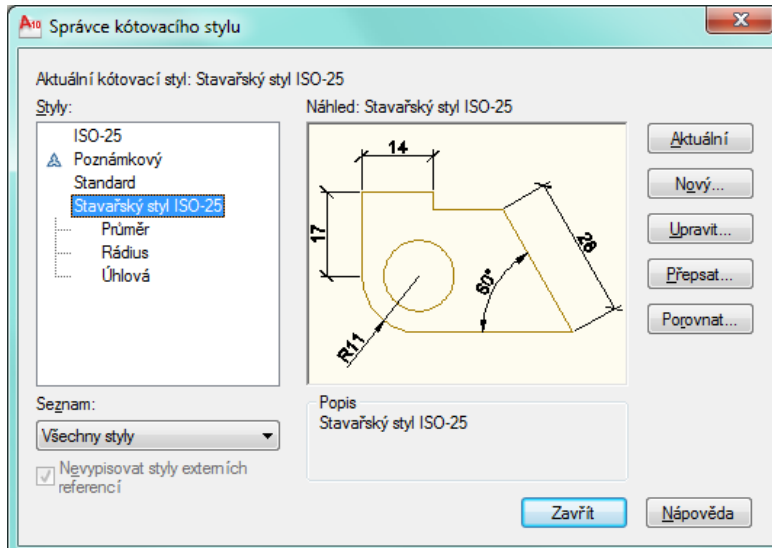 A10 Správce kótovacího stylu
Aktuální kótovací styl: Stavařský styl ISO-25
Styly:
ISO-25
Poznámkový
Standard
Stavařský styl ISO-25
Průměr
Rádius
Úhlová
Náhled: Stavařský styl ISO-25
14
17
28
60°
R11
Aktuální
Nový...
Upravit...
Přepsat...
Porovnat...
Seznam:
Všechny styly
Nevypisovat styly externích
referencí
Popis
Stavařský styl ISO-25
Zavřít
Nápověda